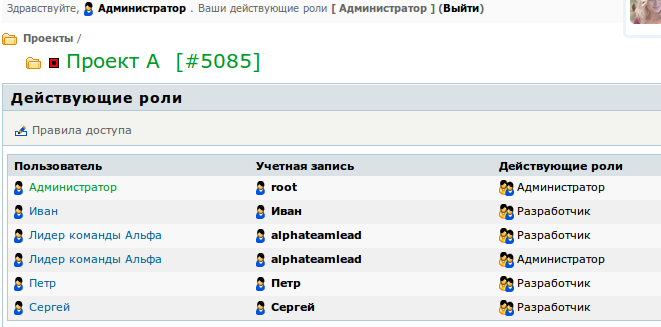 Здравствуйте, Администратор . Ваши действующие роли [ Администратор ] (Выйти)
Проекты /
Проект А [#5085]
Действующие роли
Правила доступа
Пользователь Учетная запись Действующие роли
Администратор root Администратор
Иван Иван Разработчик
Лидер команды Альфа alphateamlead Разработчик
Лидер команды Альфа alphateamlead Администратор
Петр Петр Разработчик
Сергей Сергей Разработчик